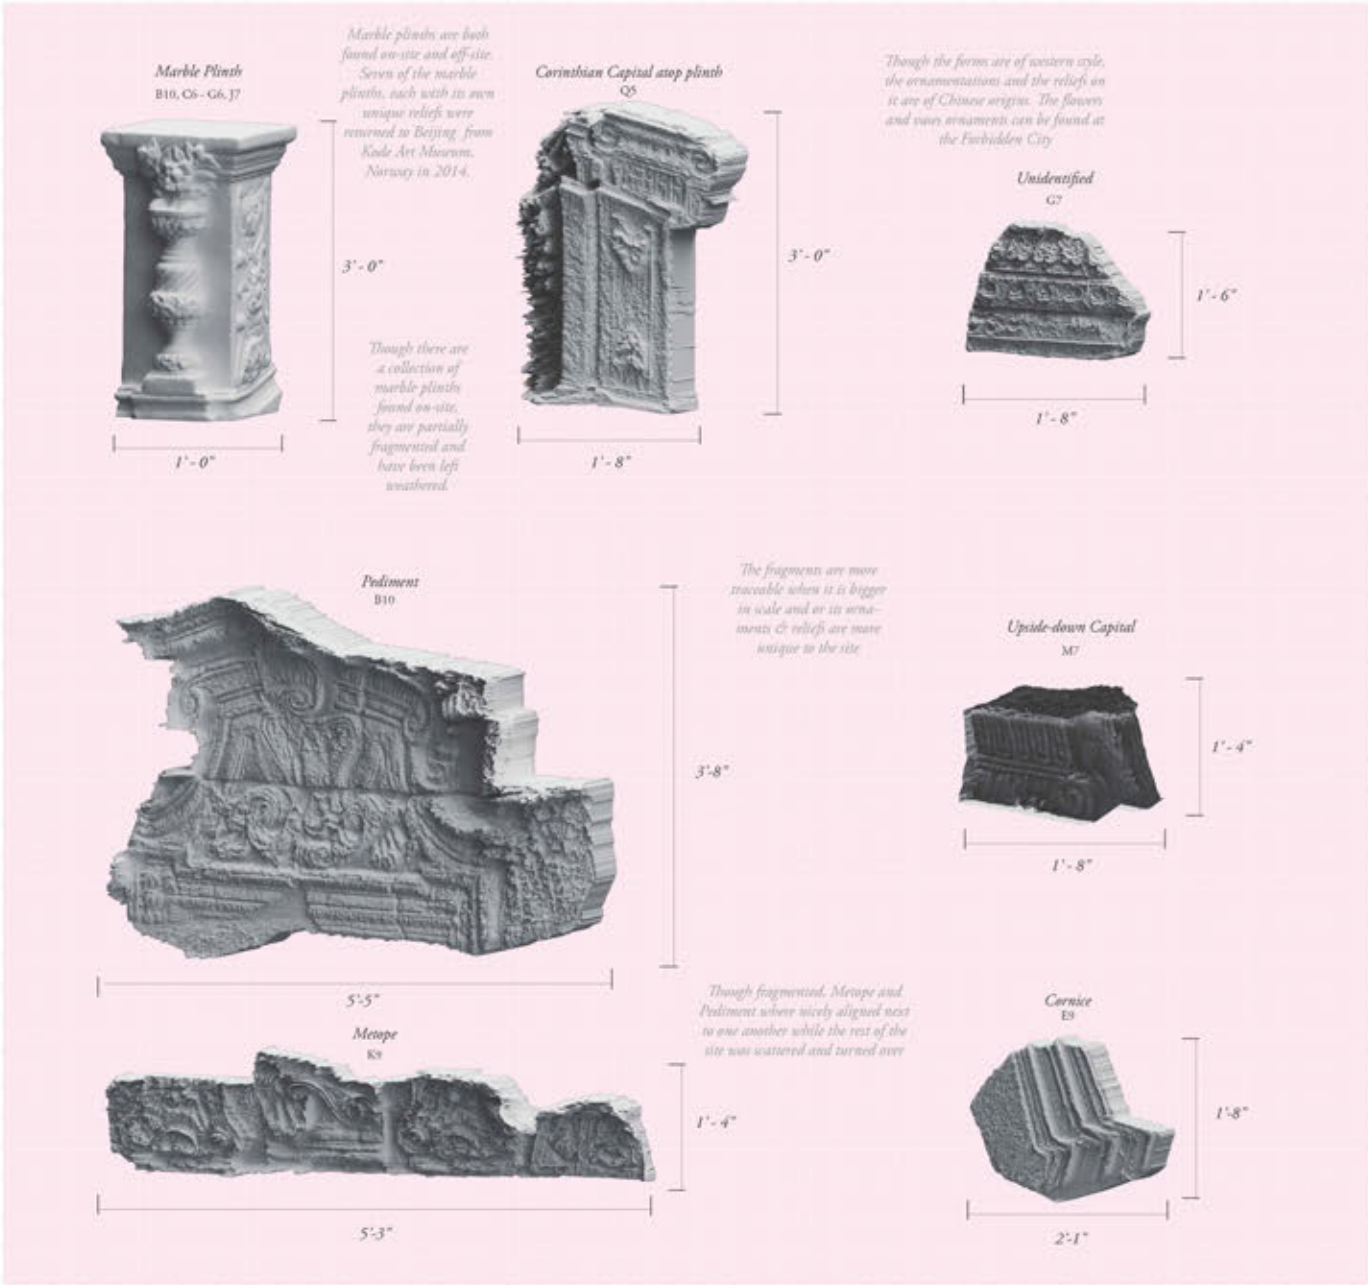 Marble Plinth
B10, C6 - G6, J7
3' - 0"
1' - 0"
Marble plinths are both
found on-site and off-site.
Seven of the marble
plinths, each with its own
unique reliefs were
returned to Beijing from
Kode Art Museum,
Norway in 2014.
Though there are
a collection of
marble plinths
found on-site,
they are partially
fragmented and
have been left
weathered.
Corinthian Capital atop plinth
Q5
3' - 0"
1' - 8"
Though the forms are of western style,
the ornamentations and the reliefs on
it are of Chinese origins. The flowers
and vases ornaments can be found at
the Forbidden City
Unidentified
G7
1' - 6"
1' - 8"
Pediment
B10
3'-8"
5'-5"
The fragments are more
traceable when it is bigger
in scale and or its orna-
ments & reliefs are more
unique to the site
Upside-down Capital
M7
1' - 4"
1' - 8"
Metope
K9
1' - 4"
5'-3"
Though fragmented, Metope and
Pediment where nicely aligned next
to one another while the rest of the
site was scattered and turned over
Cornice
E9
1'-8"
2'-1"